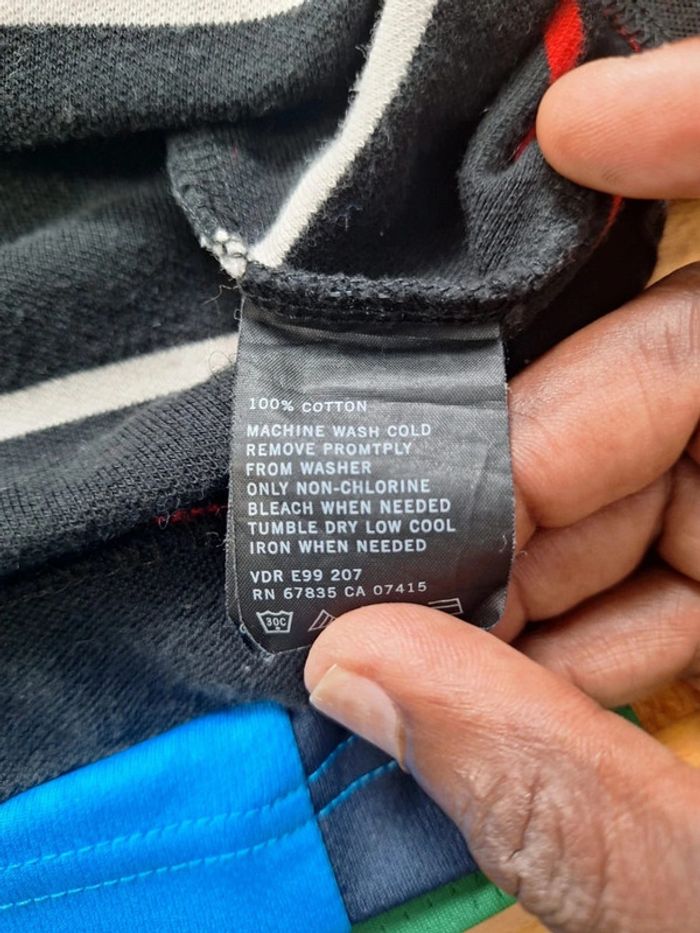 100% COTTON
MACHINE WASH COLD
REMOVE PROMTPLY
FROM WASHER
ONLY NON-CHLORINE
BLEACH WHEN NEEDED
TUMBLE DRY LOW COOL
IRON WHEN NEEDED
VDR E99 207
RN 67835 CA 07415
30C